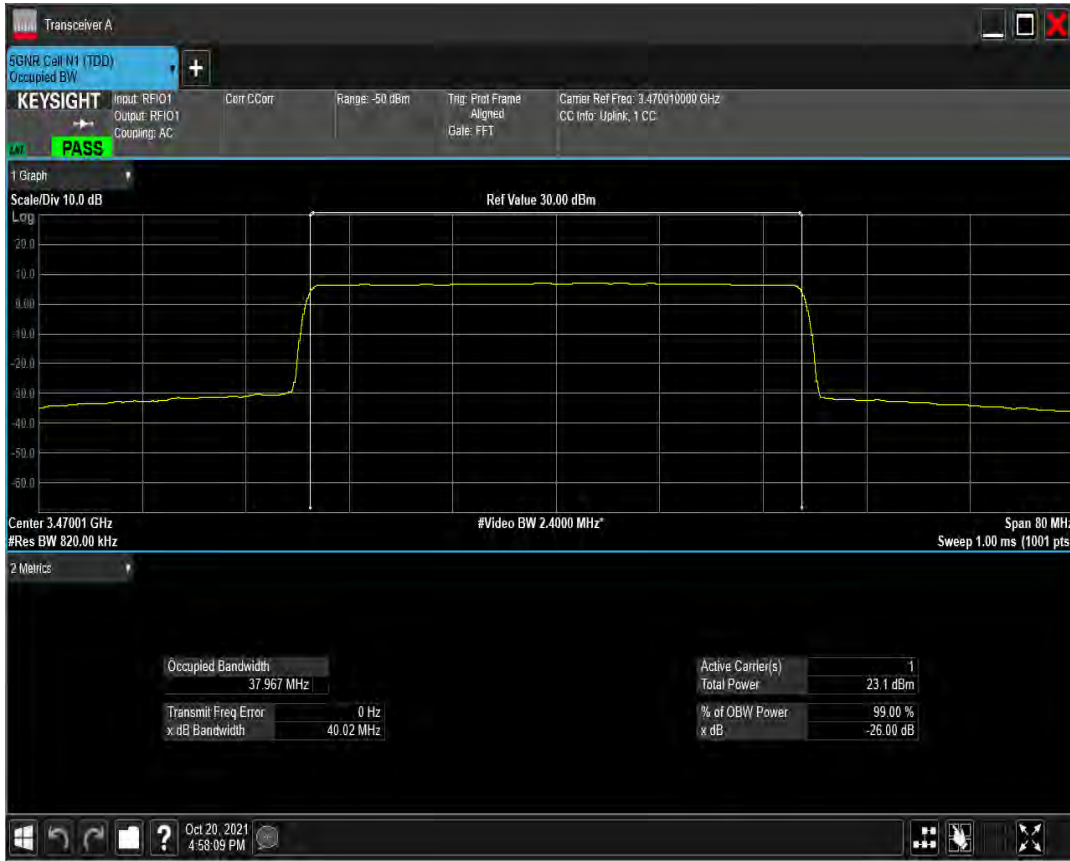 Transceiver A
5GNR Cell N1 (TDD)
Occupied BW
+
KEYSIGHT
Input: RFIO1
Output: RFIO1
Coupling: AC
PASS
Corr CCorr
Range: -50 dBm
Trig: Prot Frame
Aligned
Gate: FFT
Carrier Ref Freq: 3.470010000 GHz
CC Info: Uplink, 1 CC
1 Graph
Scale/Div 10.0 dB
Ref Value 30.00 dBm
Log
20.0
10.0
0.00
-10.0
-20.0
-30.0
-40.0
-50.0
-60.0
Center 3.47001 GHz
#Video BW 2.4000 MHz*
Span 80 MHz
#Res BW 820.00 kHz
Sweep 1.00 ms (1001 pts
2 Metrics
Occupied Bandwidth
37.967 MHz
Transmit Freq Error 0 Hz
x dB Bandwidth 40.02 MHz
Active Carrier(s) 1
Total Power 23.1 dBm
% of OBW Power 99.00 %
x dB -26.00 dB
?
Oct 20, 2021
4:58:09 PM